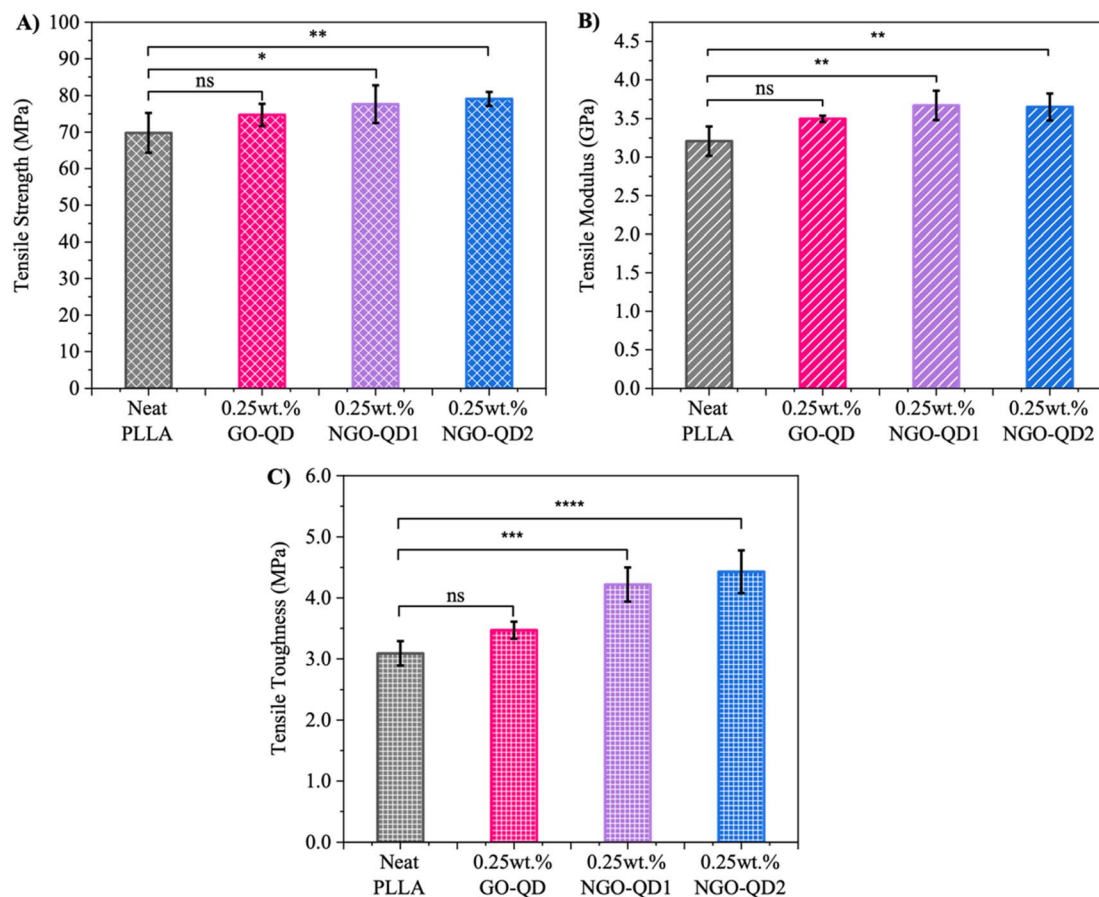 A)
Tensile Strength (MPa)
100
90
80
70
60
50
40
30
20
10
0
**
*
ns
Neat
PLLA
0.25wt.%
GO-QD
0.25wt.%
NGO-QD1
0.25wt.%
NGO-QD2
B)
Tensile Modulus (GPa)
4.5
4.0
3.5
3.0
2.5
2.0
1.5
1.0
0.5
0.0
**
**
ns
Neat
PLLA
0.25wt.%
GO-QD
0.25wt.%
NGO-QD1
0.25wt.%
NGO-QD2
C)
Tensile Toughness (MPa)
6.0
5.0
4.0
3.0
2.0
1.0
0.0
****
***
ns
Neat
PLLA
0.25wt.%
GO-QD
0.25wt.%
NGO-QD1
0.25wt.%
NGO-QD2